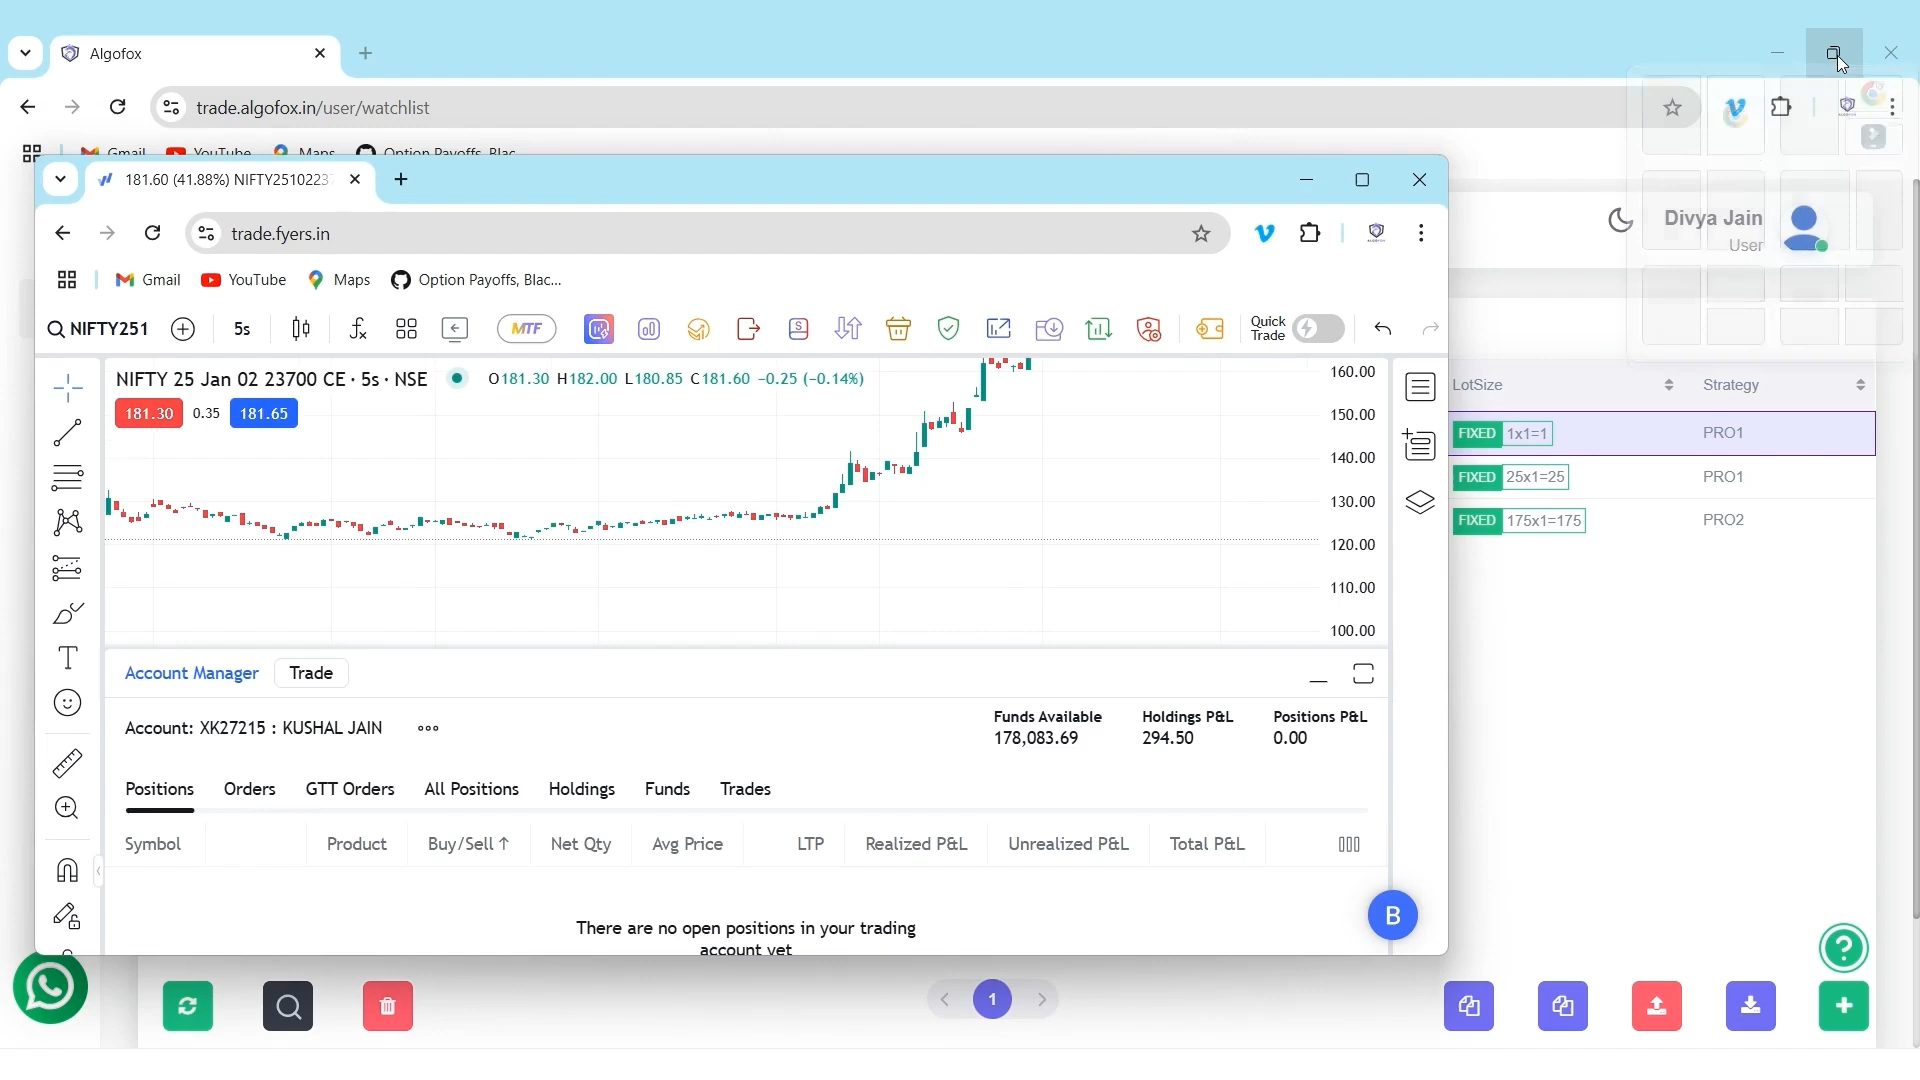 Algofox
trade.algofox.in/user/watchlist
Gmail YouTube Maps Option Payoffs, Blac...
181.60 (41.88%) NIFTY2510223
trade.fyers.in
Gmail YouTube Maps Option Payoffs, Blac...
Divya Jain
User
NIFTY251 5s MTF Quick
Trade
NIFTY 25 Jan 02 23700 CE · 5s · NSE O181.30 H182.00 L180.85 C181.60 −0.25 (−0.14%)
181.30 0.35 181.65
160.00
150.00
140.00
130.00
120.00
110.00
100.00
LotSize Strategy
FIXED 1x1=1 PRO1
FIXED 25x1=25 PRO1
FIXED 175x1=175 PRO2
Account Manager Trade
Account: XK27215 : KUSHAL JAIN
Funds Available Holdings P&L Positions P&L
178,083.69 294.50 0.00
Positions Orders GTT Orders All Positions Holdings Funds Trades
Symbol Product Buy/Sell ↑ Net Qty Avg Price LTP Realized P&L Unrealized P&L Total P&L
There are no open positions in your trading
account yet
B
1